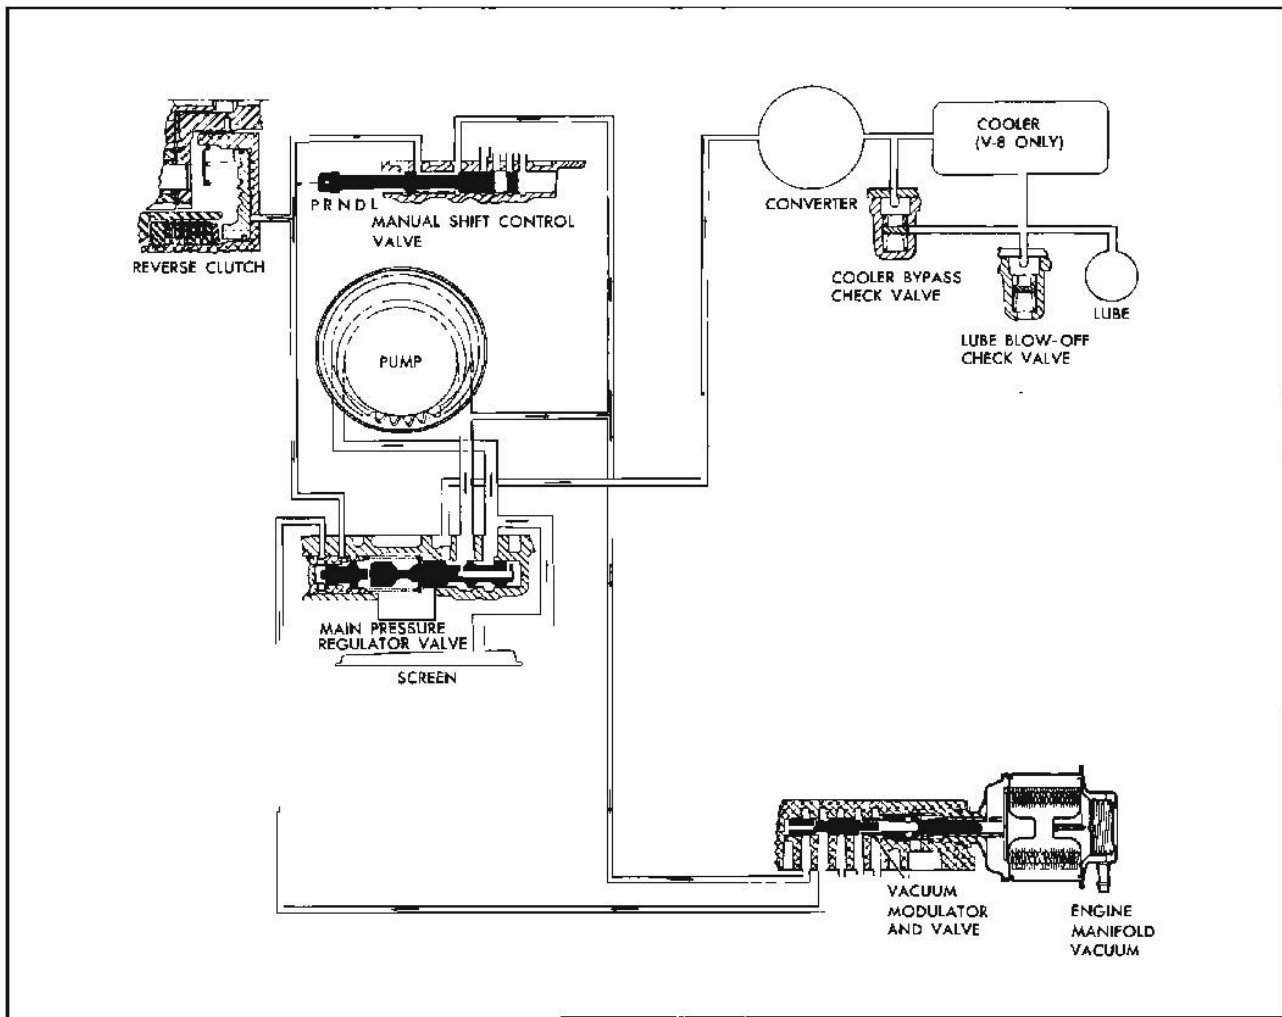 COOLER
(V-8 ONLY)
P R N D L
MANUAL SHIFT CONTROL
VALVE
CONVERTER
REVERSE CLUTCH
COOLER BYPASS
CHECK VALVE
LUBE
LUBE BLOW-OFF
CHECK VALVE
PUMP
MAIN PRESSURE
REGULATOR VALVE
SCREEN
VACUUM
MODULATOR
AND VALVE
ENGINE
MANIFOLD
VACUUM